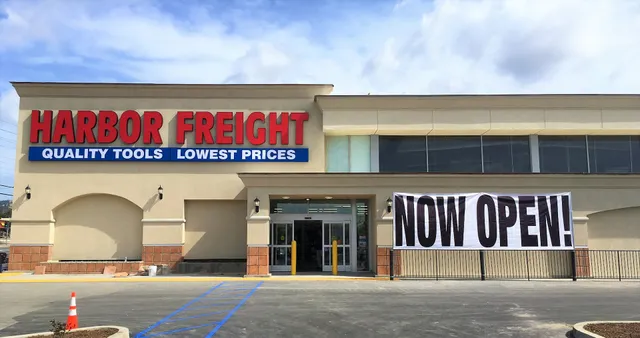 HARBOR FREIGHT
QUALITY TOOLS LOWEST PRICES
NOW OPEN!